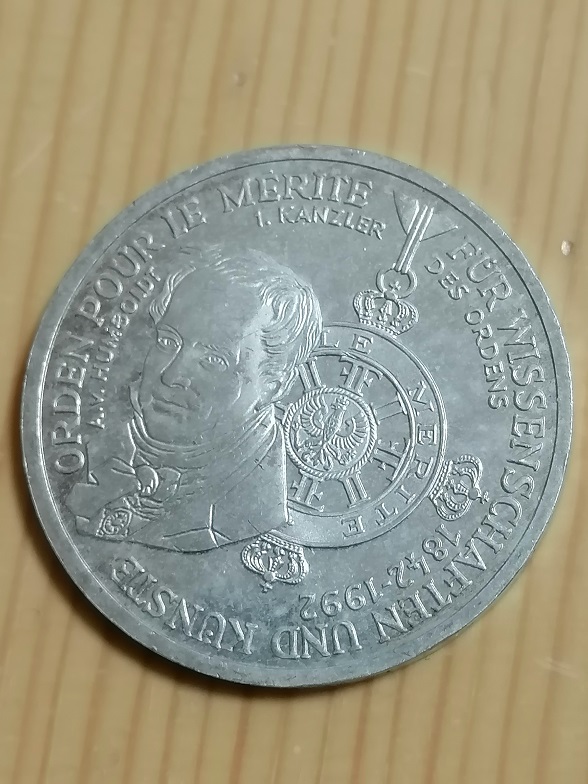 ORDEN POUR LE MÉRITE FÜR WISSENSCHAFTEN UND KÜNSTE
A.V. HUMBOLDT I. KANZLER DES ORDENS
1842-1992
LE MERITE